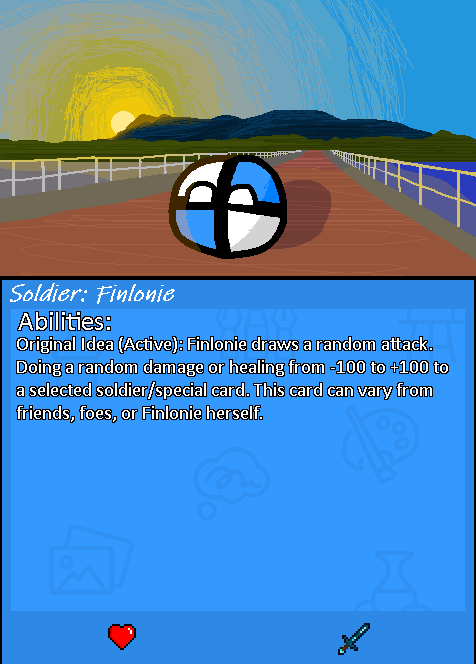 Soldier: Finlonie
Abilities:
Original Idea (Active): Finlonie draws a random attack.
Doing a random damage or healing from -100 to +100 to
a selected soldier/special card. This card can vary from
friends, foes, or Finlonie herself.